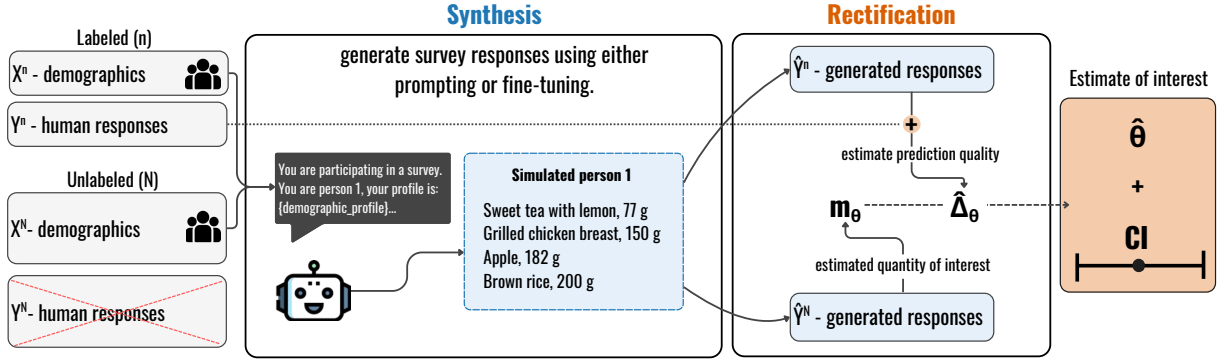 Synthesis
Rectification
Labeled (n)
Xⁿ - demographics
Yⁿ - human responses
Unlabeled (N)
Xᴺ- demographics
Yᴺ- human responses
generate survey responses using either
prompting or fine-tuning.
You are participating in a survey.
You are person 1, your profile is:
{demographic_profile}...
Simulated person 1
Sweet tea with lemon, 77 g
Grilled chicken breast, 150 g
Apple, 182 g
Brown rice, 200 g
Ŷⁿ - generated responses
+
estimate prediction quality
m_θ
Δ̂_θ
estimated quantity of interest
Ŷᴺ - generated responses
Estimate of interest
θ̂
+
CI